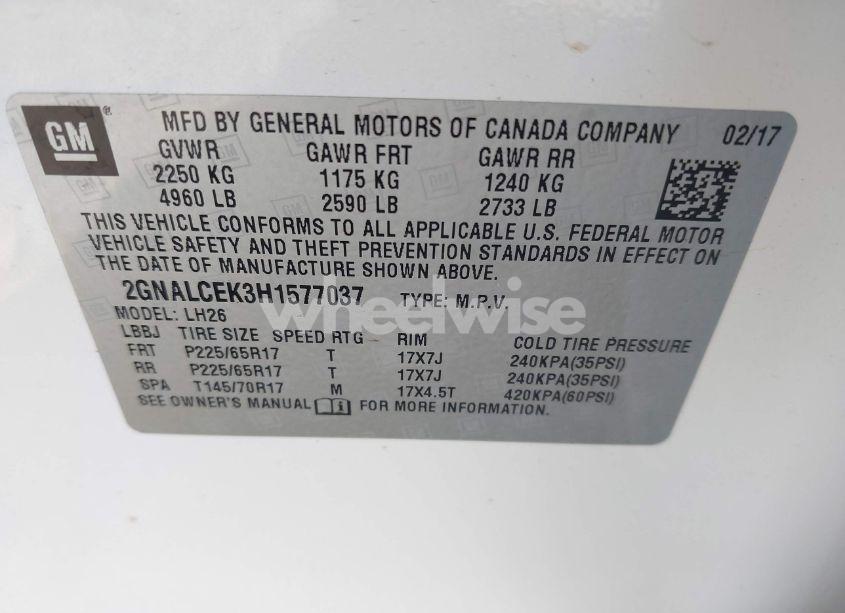 GM® MFD BY GENERAL MOTORS OF CANADA COMPANY 02/17
GVWR GAWR FRT GAWR RR
2250 KG 1175 KG 1240 KG
4960 LB 2590 LB 2733 LB
THIS VEHICLE CONFORMS TO ALL APPLICABLE U.S. FEDERAL MOTOR
VEHICLE SAFETY AND THEFT PREVENTION STANDARDS IN EFFECT ON
THE DATE OF MANUFACTURE SHOWN ABOVE.
2GNALCEK3H1577037 TYPE: M.P.V.
wheelwise
MODEL: LH26
LBBJ TIRE SIZE SPEED RTG RIM COLD TIRE PRESSURE
FRT P225/65R17 T 17X7J 240KPA(35PSI)
RR P225/65R17 T 17X7J 240KPA(35PSI)
SPA T145/70R17 M 17X4.5T 420KPA(60PSI)
SEE OWNER'S MANUAL FOR MORE INFORMATION.